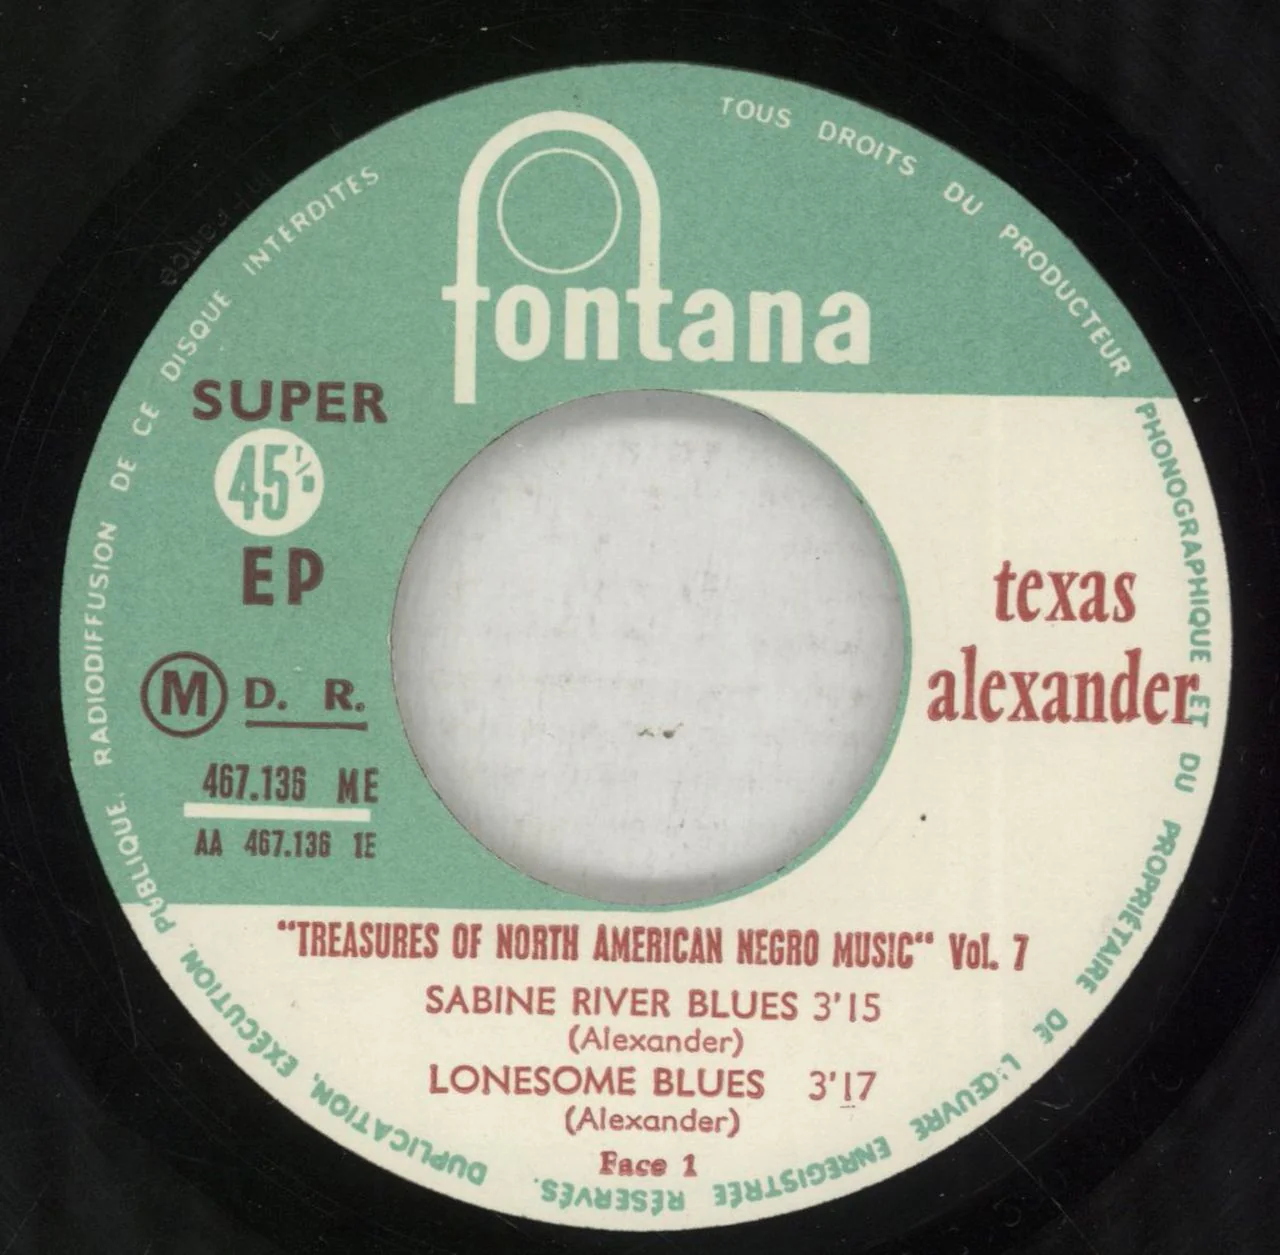 fontana
SUPER
45 T/m
EP
M D. R.
467.136 ME
AA 467.136 1E
texas
alexander
“TREASURES OF NORTH AMERICAN NEGRO MUSIC“ Vol. 7
SABINE RIVER BLUES 3'15
(Alexander)
LONESOME BLUES 3'17
(Alexander)
Face 1
TOUS DROITS DU PRODUCTEUR PHONOGRAPHIQUE ET DU PROPRIÉTAIRE DE L'ŒUVRE ENREGISTRÉE RÉSERVÉS. DUPLICATION, EXÉCUTION PUBLIQUE, RADIODIFFUSION DE CE DISQUE INTERDITES